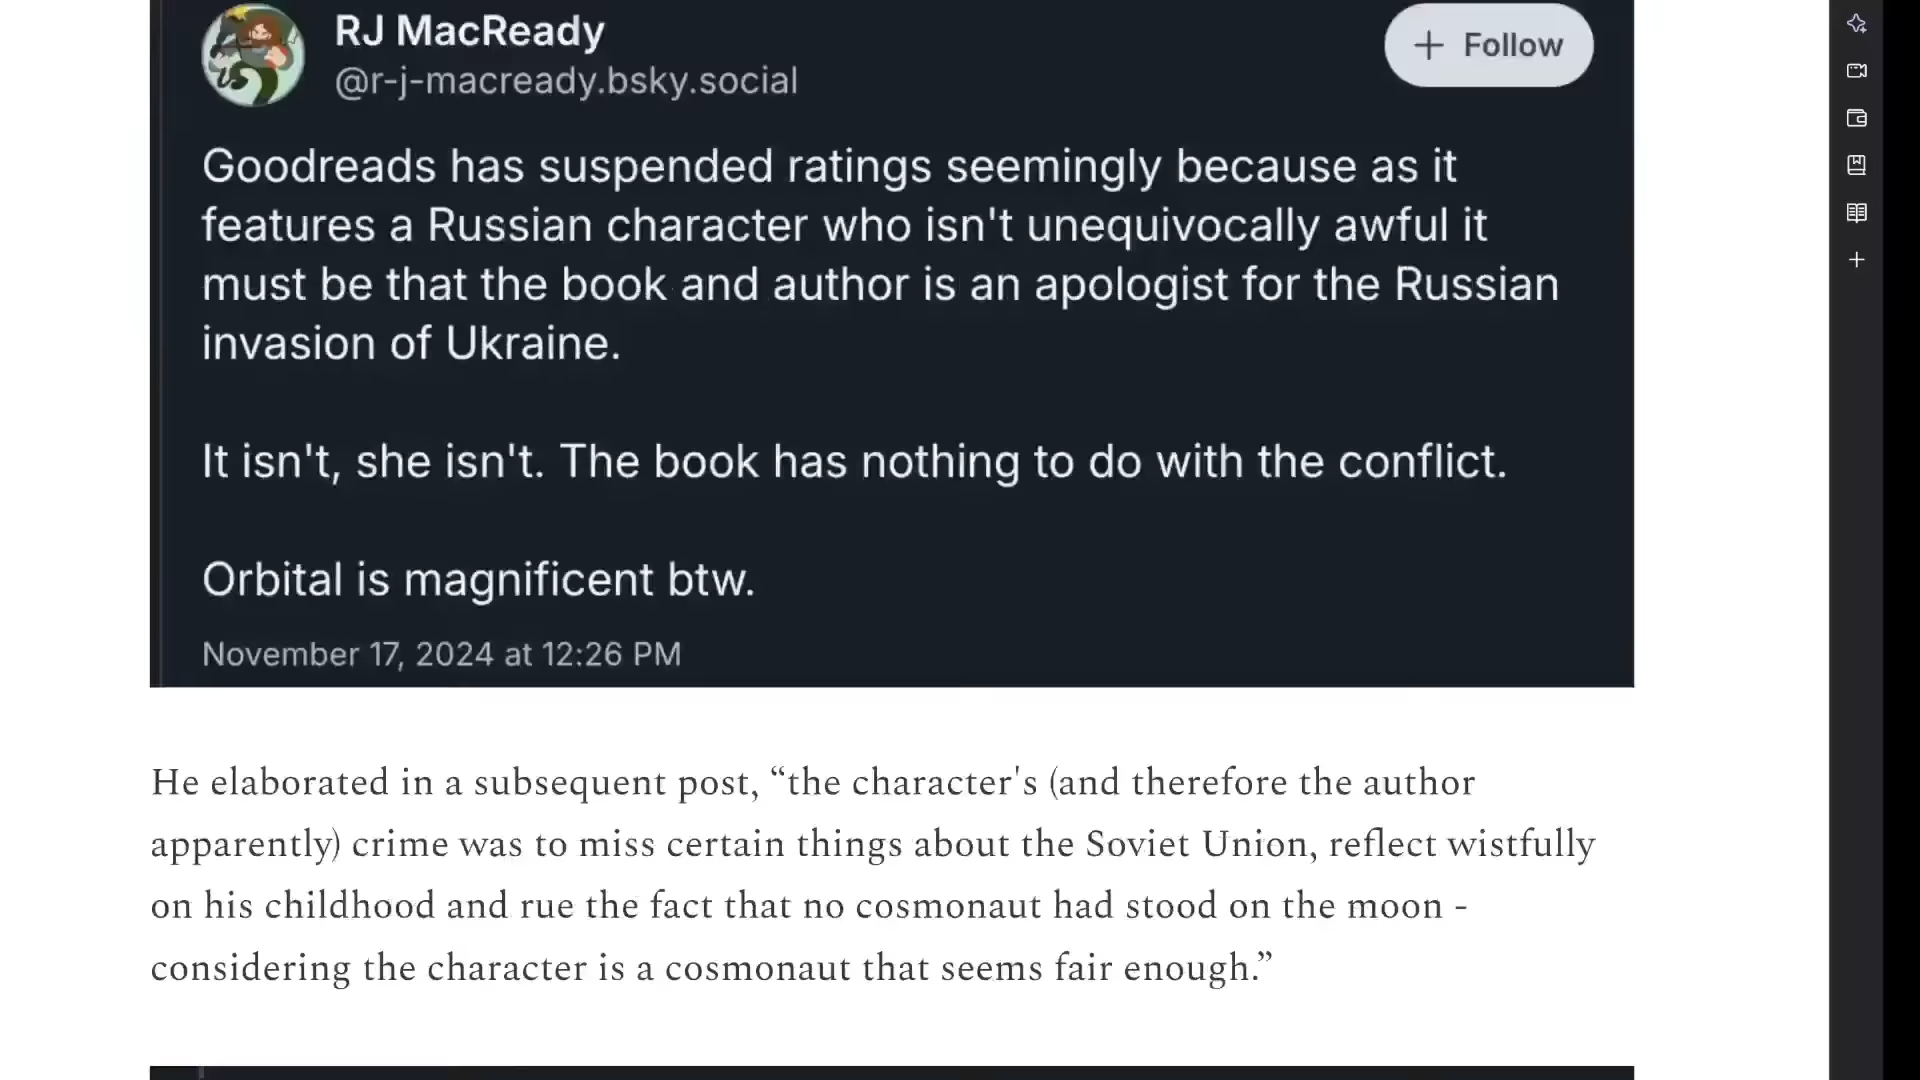 RJ MacReady
+ Follow
@r-j-macready.bsky.social
Goodreads has suspended ratings seemingly because as it
features a Russian character who isn't unequivocally awful it
must be that the book and author is an apologist for the Russian
invasion of Ukraine.
It isn't, she isn't. The book has nothing to do with the conflict.
Orbital is magnificent btw.
November 17, 2024 at 12:26 PM
He elaborated in a subsequent post, “the character's (and therefore the author
apparently) crime was to miss certain things about the Soviet Union, reflect wistfully
on his childhood and rue the fact that no cosmonaut had stood on the moon -
considering the character is a cosmonaut that seems fair enough.”